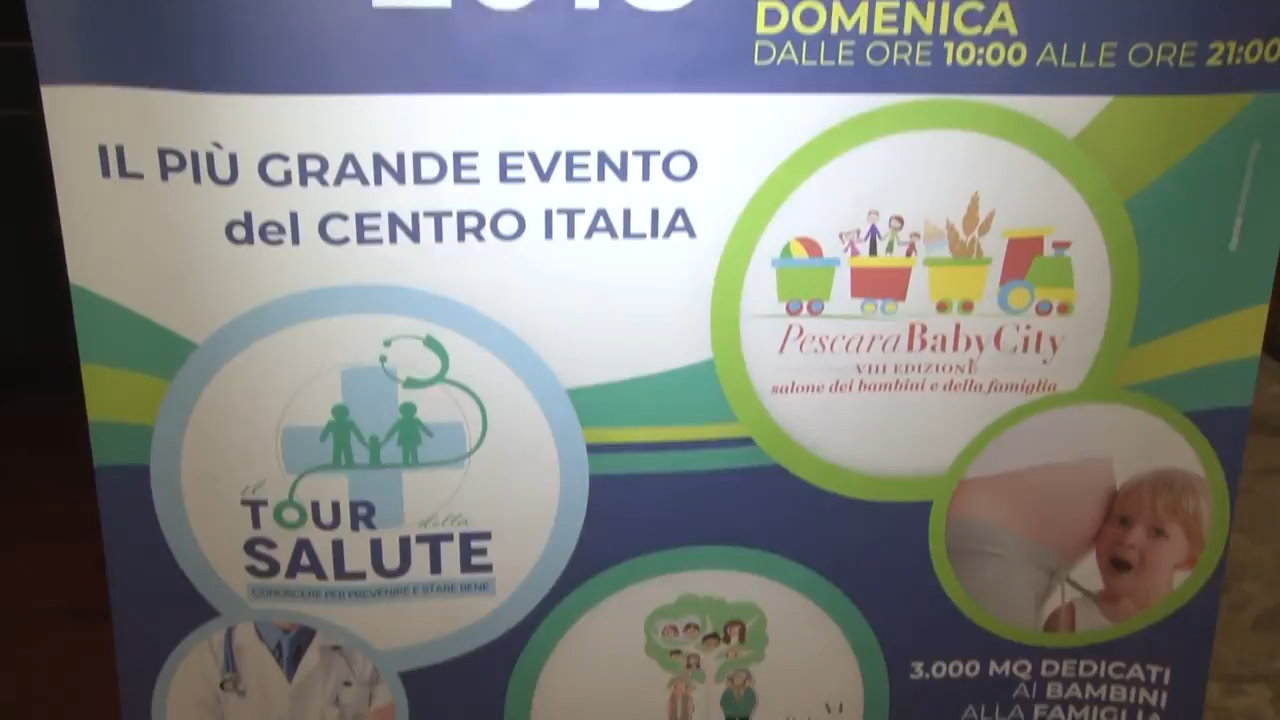 DOMENICA
DALLE ORE 10:00 ALLE ORE 21:00
IL PIÙ GRANDE EVENTO
del CENTRO ITALIA
PescaraBabyCity
VIII EDIZIONE
salone dei bambini e della famiglia
il
TOUR
della
SALUTE
CONOSCERE PER PREVENIRE E STARE BENE
3.000 MQ DEDICATI
AI BAMBINI
ALLA FAMIGLIA